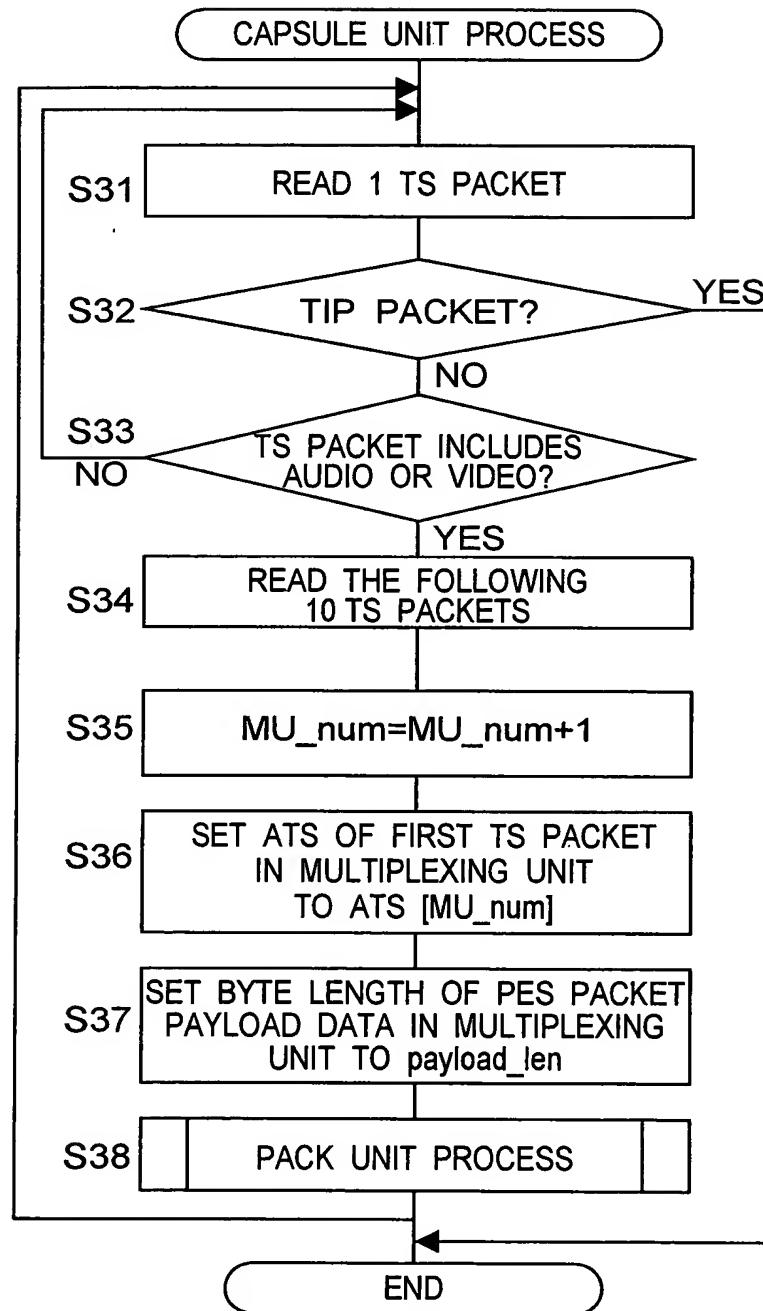 CAPSULE UNIT PROCESS
S31
READ 1 TS PACKET
S32
TIP PACKET?
YES
NO
S33
TS PACKET INCLUDES
AUDIO OR VIDEO?
NO
YES
S34
READ THE FOLLOWING
10 TS PACKETS
S35
MU_num=MU_num+1
S36
SET ATS OF FIRST TS PACKET
IN MULTIPLEXING UNIT
TO ATS [MU_num]
S37
SET BYTE LENGTH OF PES PACKET
PAYLOAD DATA IN MULTIPLEXING
UNIT TO payload_len
S38
PACK UNIT PROCESS
END